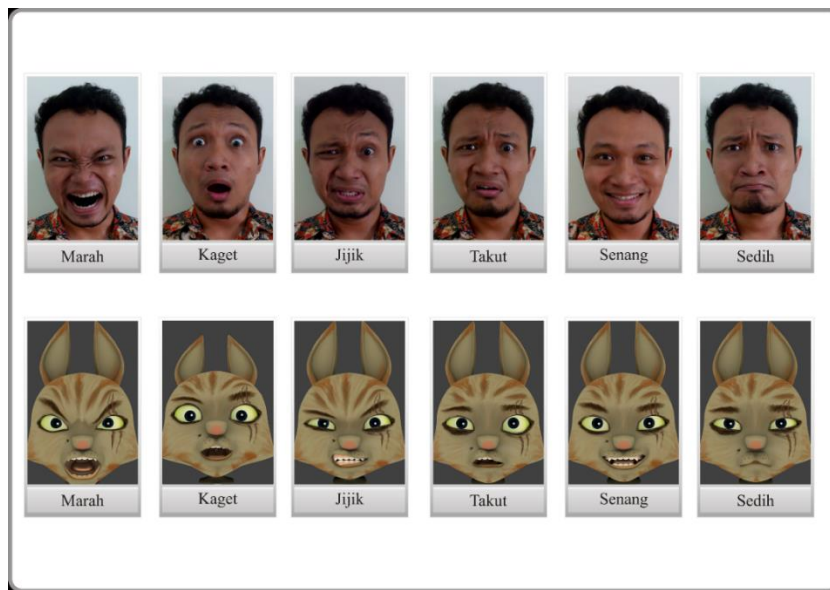 Marah
Kaget
Jijik
Takut
Senang
Sedih
Marah
Kaget
Jijik
Takut
Senang
Sedih